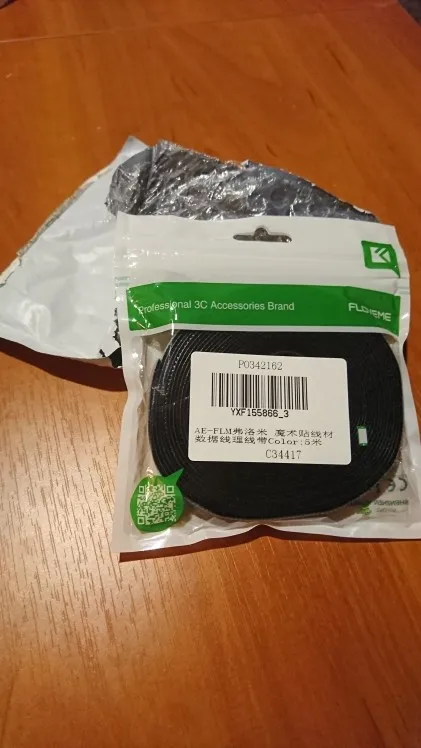 Professional 3C Accessories Brand
FLOVEME
P0342162
YXF155866_3
AE-FLM弗洛米 魔术贴线材
数据线理线带Color:5米
C34417
CE